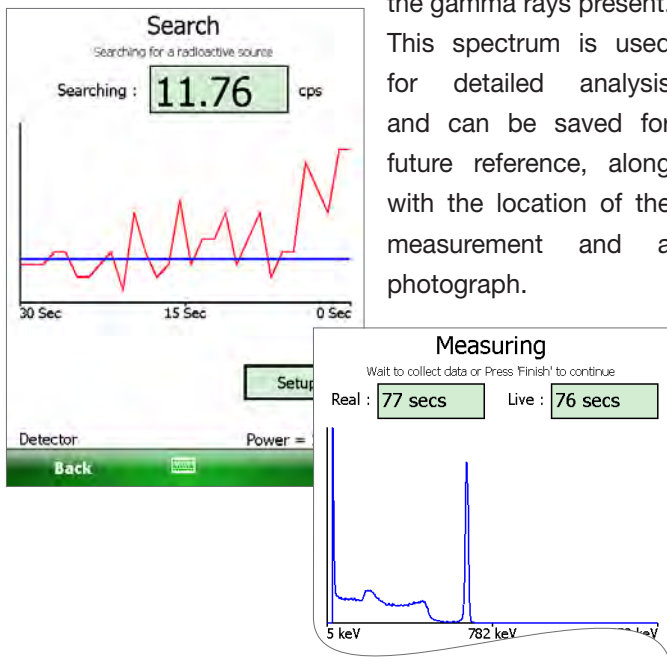 the gamma rays present.
This spectrum is used
for detailed analysis
and can be saved for
future reference, along
with the location of the
measurement and a
photograph.
Search
Searching for a radioactive source
Searching : 11.76 cps
30 Sec 15 Sec 0 Sec
Setup
Detector Power =
Back
Measuring
Wait to collect data or Press 'Finish' to continue
Real : 77 secs Live : 76 secs
5 keV 782 keV